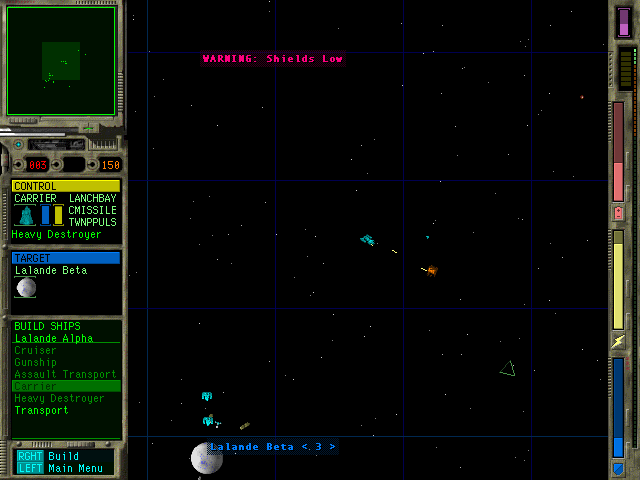 WARNING: Shields Low
003 150
CONTROL
CARRIER LANCHBAY
CMISSILE
TWNPPULS
Heavy Destroyer
TARGET
Lalande Beta
BUILD SHIPS
Lalande Alpha
Cruiser
Gunship
Assault Transport
Carrier
Heavy Destroyer
Transport
Lalande Beta < 3 >
RGHT Build
LEFT Main Menu